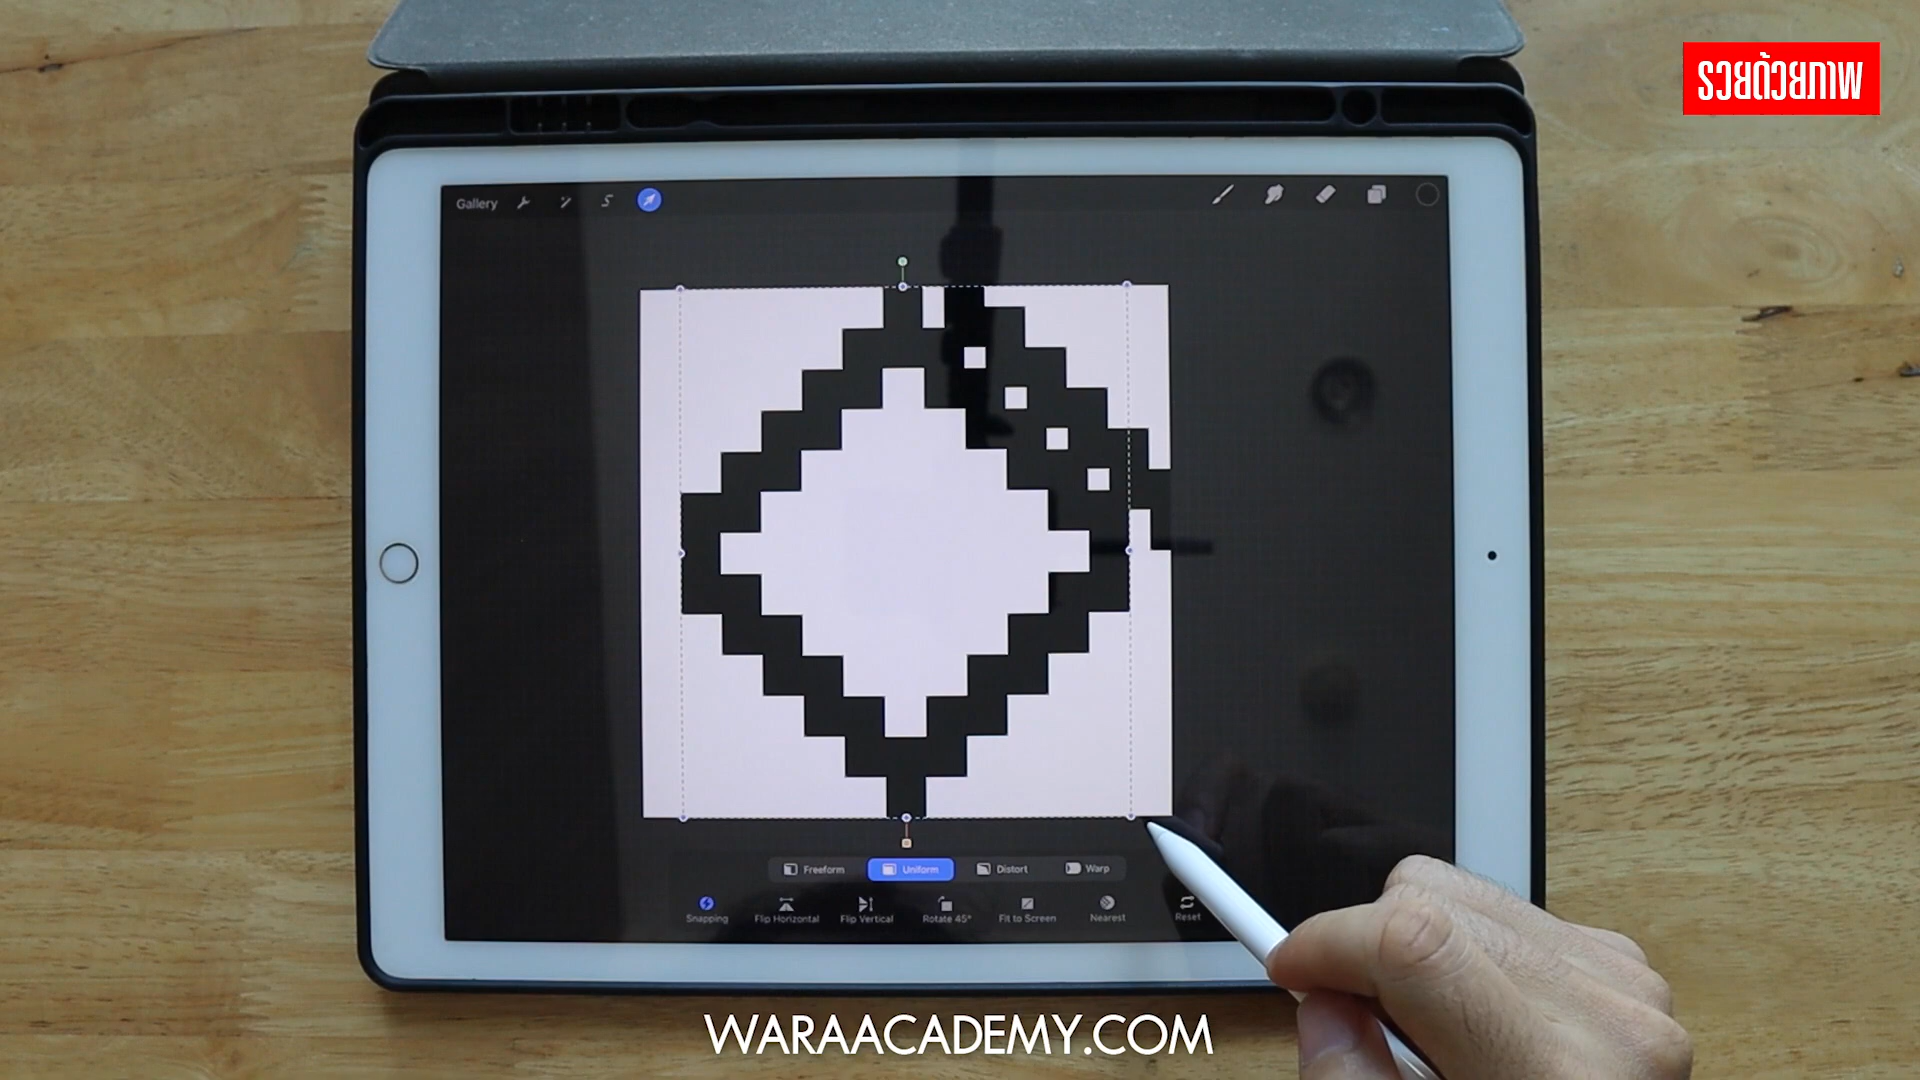 รวยด้วยภาพ
Gallery
Freeform Uniform Distort Warp
Snapping Flip Horizontal Flip Vertical Rotate 45° Fit to Screen Nearest Reset
WARAACADEMY.COM